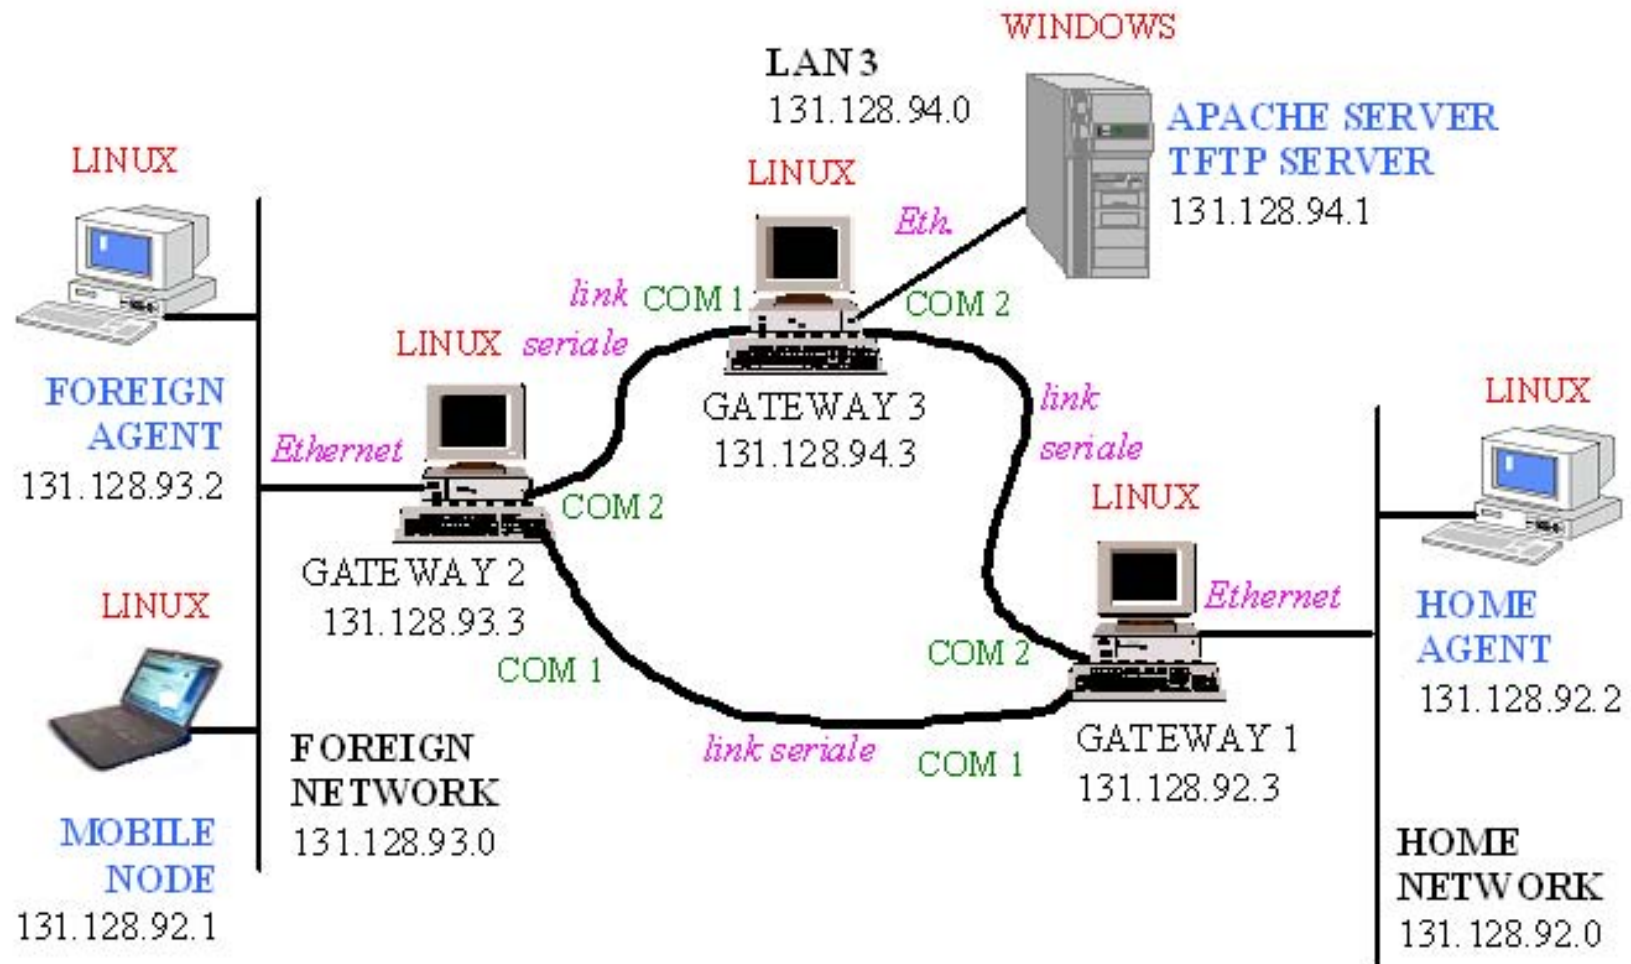 WINDOWS
LAN 3
131.128.94.0
APACHE SERVER
TFTP SERVER
131.128.94.1
LINUX
LINUX
Eth.
link
seriale
COM 1
COM 2
LINUX
GATEWAY 3
131.128.94.3
link
seriale
LINUX
FOREIGN
AGENT
131.128.93.2
Ethernet
COM 2
LINUX
GATEWAY 2
131.128.93.3
Ethernet
HOME
AGENT
131.128.92.2
LINUX
COM 1
COM 2
link seriale
COM 1
GATEWAY 1
131.128.92.3
FOREIGN
NETWORK
131.128.93.0
MOBILE
NODE
131.128.92.1
HOME
NETWORK
131.128.92.0